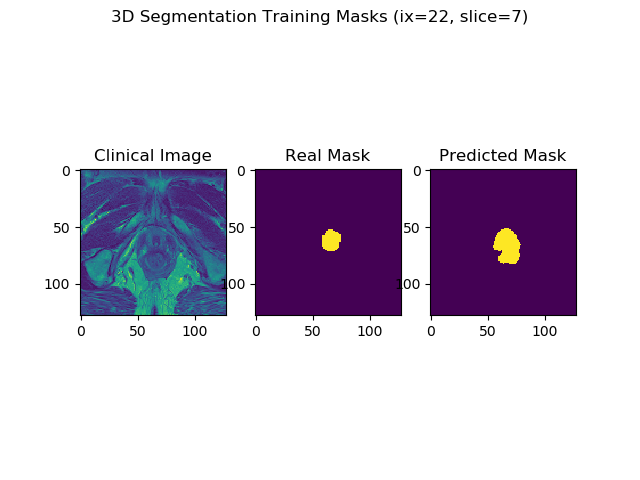 3D Segmentation Training Masks (ix=22, slice=7)
Clinical Image Real Mask Predicted Mask
0 0 0
50 50 50
100 100 100
0 50 100 0 50 100 0 50 100